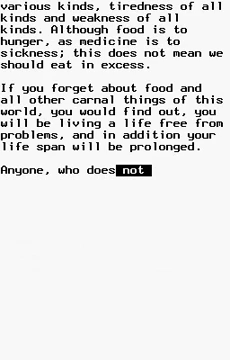 various kinds, tiredness of all
kinds and weakness of all
kinds. Although food is to
hunger, as medicine is to
sickness; this does not mean we
should eat in excess.
If you forget about food and
all other carnal things of this
world, you would find out, you
will be living a life free from
problems, and in addition your
life span will be prolonged.
Anyone, who does not